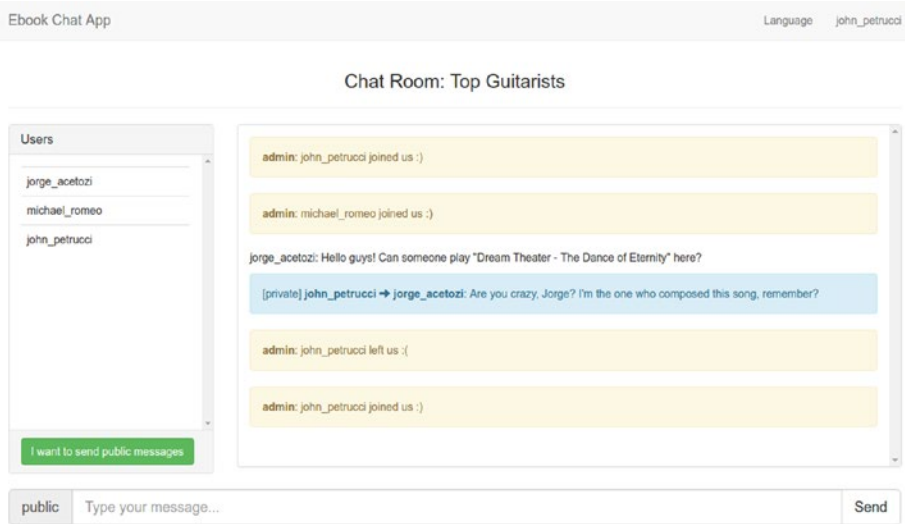 Ebook Chat App
Language
john_petrucci
Chat Room: Top Guitarists
Users
jorge_acetozi
michael_romeo
john_petrucci
I want to send public messages
admin: john_petrucci joined us :)
admin: michael_romeo joined us :)
jorge_acetozi: Hello guys! Can someone play "Dream Theater - The Dance of Eternity" here?
[private] john_petrucci ➜ jorge_acetozi: Are you crazy, Jorge? I'm the one who composed this song, remember?
admin: john_petrucci left us :(
admin: john_petrucci joined us :)
public
Type your message...
Send